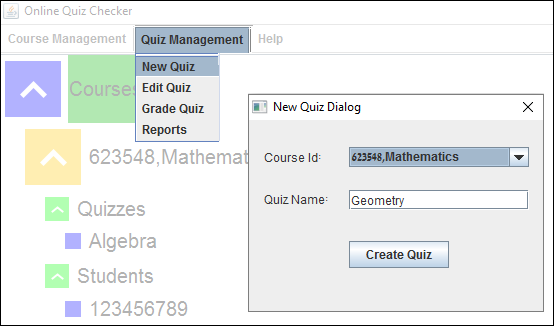 Online Quiz Checker
Course Management Quiz Management Help
New Quiz
Edit Quiz
Grade Quiz
Reports
Courses
623548,Mathemat
Quizzes
Algebra
Students
123456789
New Quiz Dialog
Course Id: 623548,Mathematics
Quiz Name: Geometry
Create Quiz